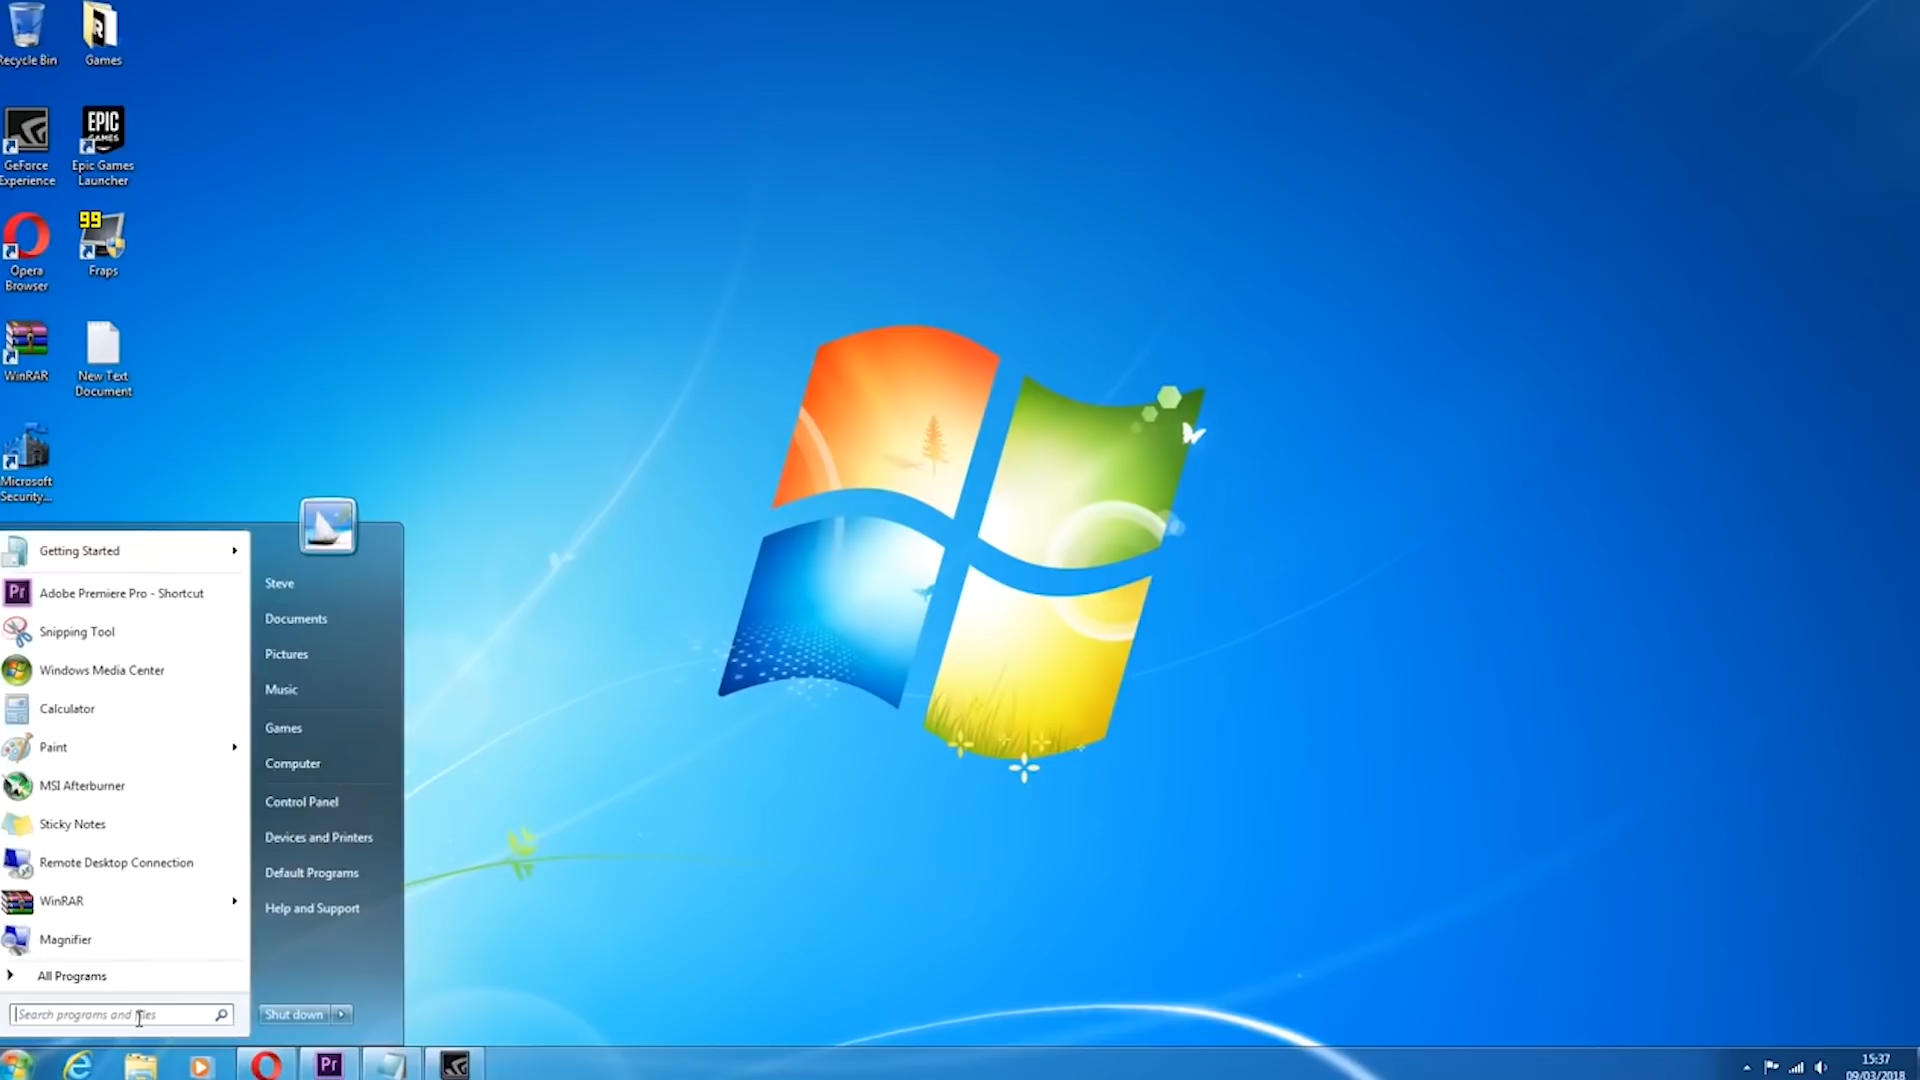 Recycle Bin
Games
GeForce
Experience
EPIC
GAMES
Epic Games
Launcher
Opera
Browser
99
Fraps
WinRAR
New Text
Document
Microsoft
Security...
Getting Started
Pr
Adobe Premiere Pro - Shortcut
Snipping Tool
Windows Media Center
Calculator
Paint
MSI Afterburner
Sticky Notes
Remote Desktop Connection
WinRAR
Magnifier
All Programs
Search programs and files
Steve
Documents
Pictures
Music
Games
Computer
Control Panel
Devices and Printers
Default Programs
Help and Support
Shut down
Pr
15:37
09/03/2018